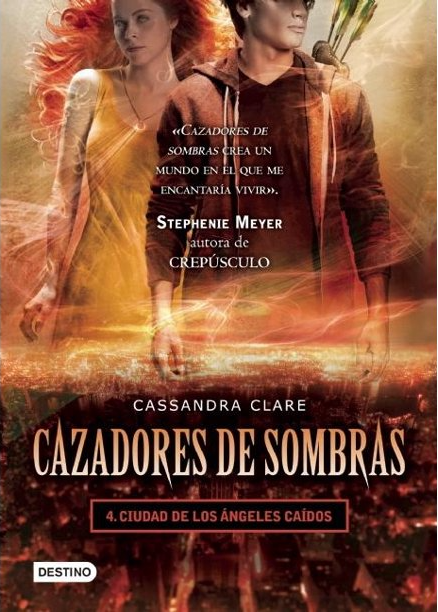 «CAZADORES DE
SOMBRAS CREA UN
MUNDO EN EL QUE ME
ENCANTARÍA VIVIR».
STEPHENIE MEYER
autora de
CREPÚSCULO
CASSANDRA CLARE
CAZADORES DE SOMBRAS
4. CIUDAD DE LOS ÁNGELES CAÍDOS
DESTINO